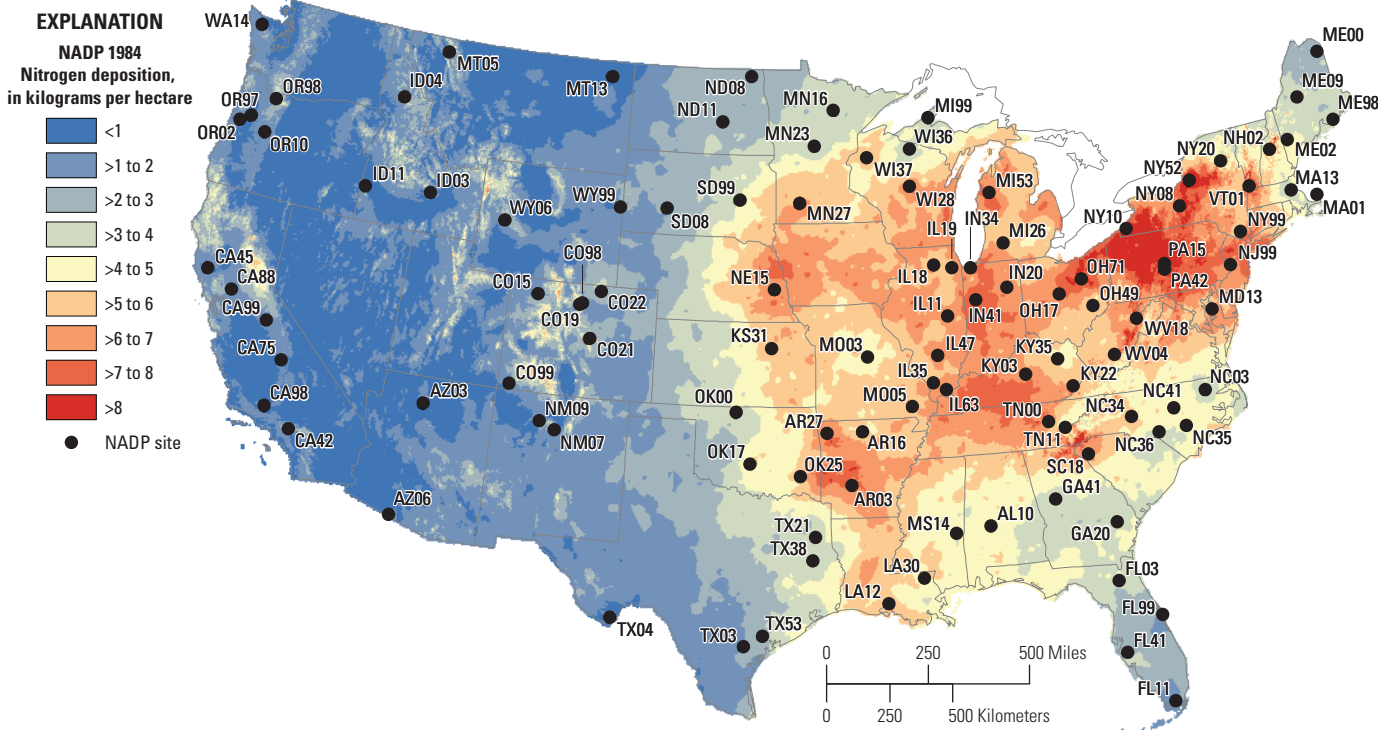 EXPLANATION
NADP 1984
Nitrogen deposition,
in kilograms per hectare
<1
>1 to 2
>2 to 3
>3 to 4
>4 to 5
>5 to 6
>6 to 7
>7 to 8
>8
NADP site
WA14
MT05
ID04
OR98
OR97
OR02
OR10
MT13
ND08
ND11
MN16
MI99
MN23
WI36
WI37
ME00
ME09
ME98
NH02
ME02
NY20
NY52
MA13
MA01
ID11
ID03
WY06
WY99
SD99
SD08
MN27
WI28
MI53
NY08
VT01
NY10
NY99
IL19
IN34
MI26
CA45
CA88
CO98
CO15
CO22
CO19
NE15
IL18
IN20
OH71
PA15
NJ99
PA42
CA99
CO21
IL11
IN41
OH17
OH49
MD13
WV18
CA75
KS31
MO03
IL47
KY35
WV04
CO99
KY03
KY22
IL35
MO05
IL63
NC03
NC41
CA98
AZ03
NM09
NM07
OK00
AR27
AR16
TN00
NC34
TN11
NC36
NC35
CA42
OK17
OK25
AR03
SC18
GA41
AZ06
TX21
TX38
MS14
AL10
GA20
LA30
LA12
FL03
FL99
TX04
TX03
TX53
FL41
FL11
0 250 500 Miles
0 250 500 Kilometers